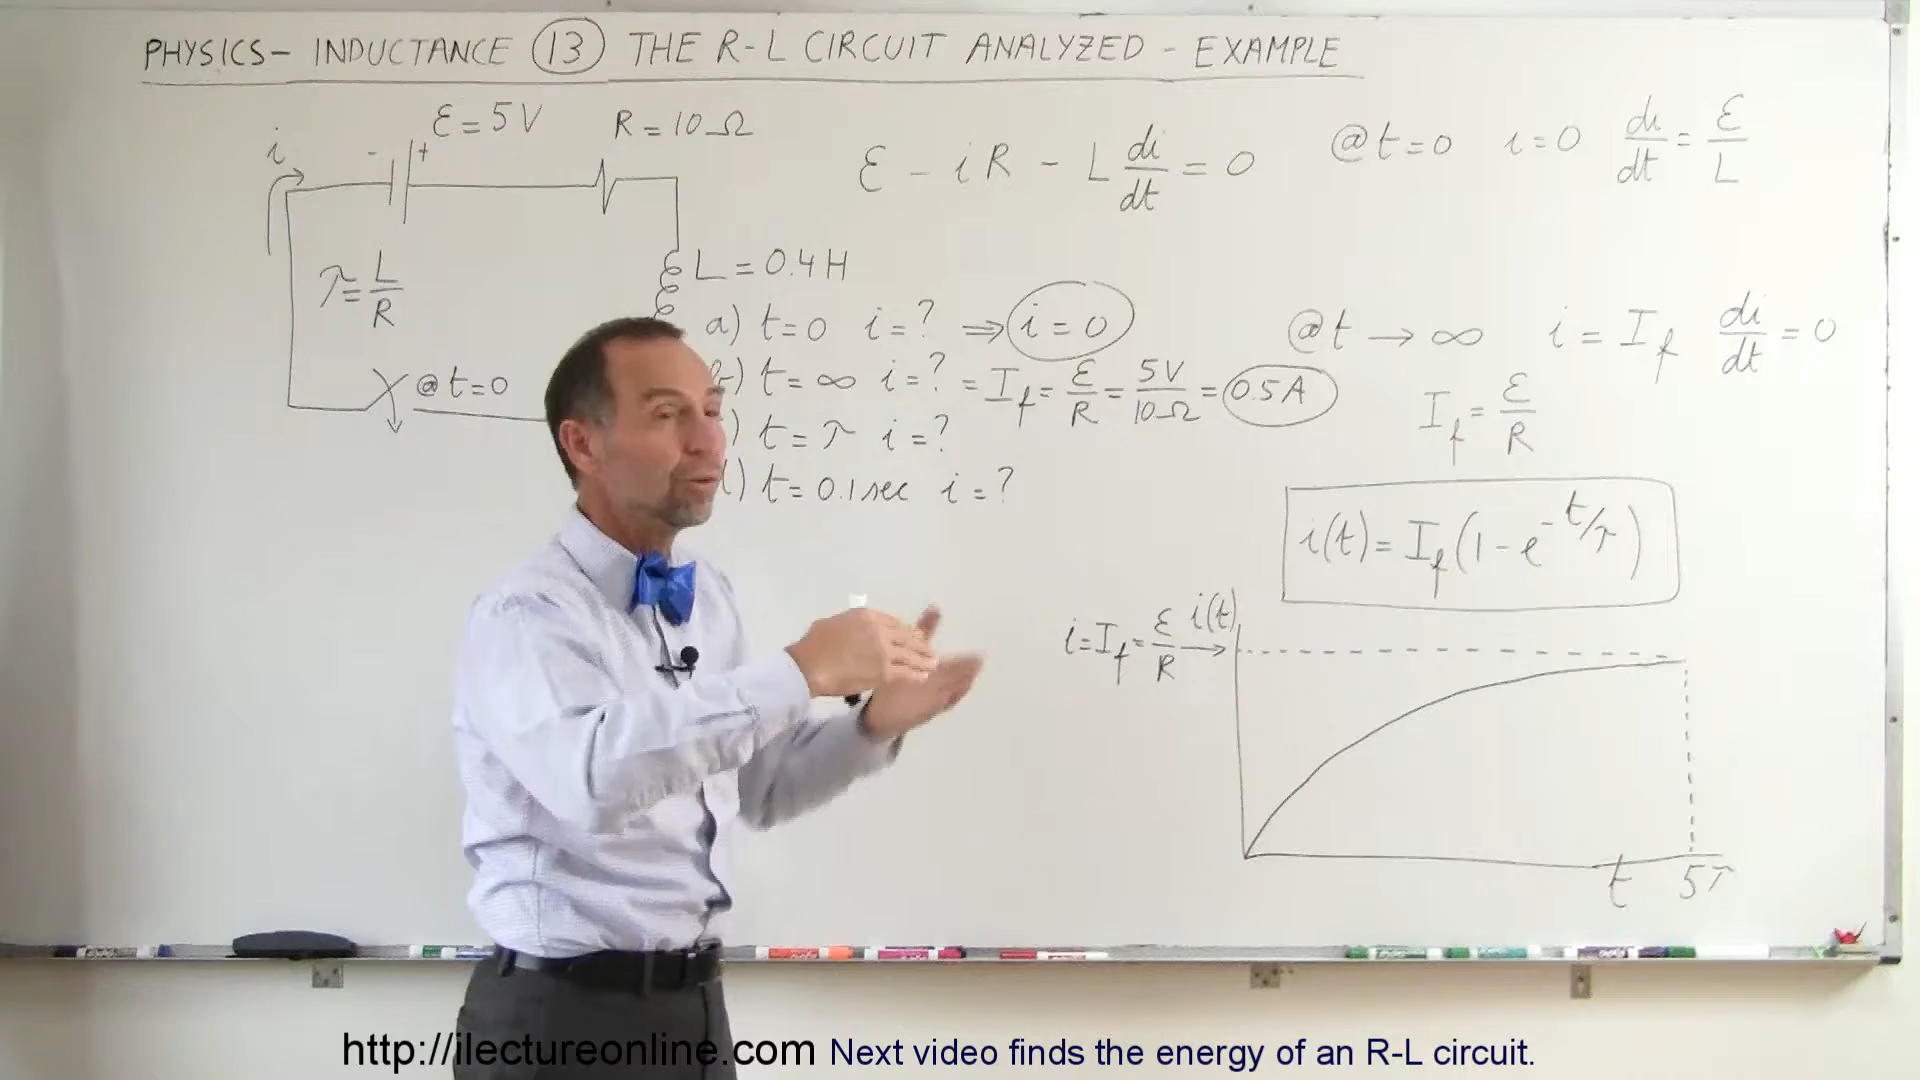 PHYSICS- INDUCTANCE 13 THE R-L CIRCUIT ANALYZED - EXAMPLE
ℰ = 5V R = 10Ω
i - +
ℰ - iR - L di/dt = 0
@t=0 i=0 di/dt = ℰ/L
τ = L/R
L = 0.4H
a) t=0 i=? ⇒ i=0
t=∞ i=? = I_f = ℰ/R = 5V/10Ω = 0.5A
) t=τ i=?
) t=0.1sec i=?
@t=0
@t → ∞ i = I_f di/dt = 0
I_f = ℰ/R
i(t) = I_f(1-e^-t/τ)
i=I_f=ℰ/R → i(t)
t 5τ
http://ilectureonline.com Next video finds the energy of an R-L circuit.